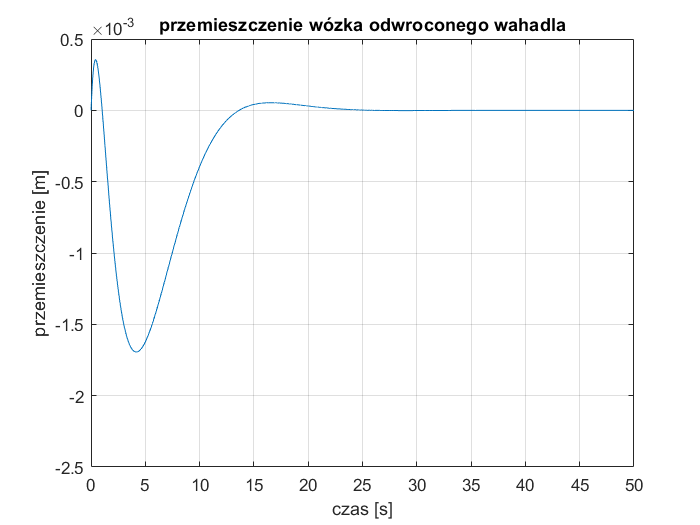 ×10⁻³
przemieszczenie wózka odwroconego wahadla
0.5
0
-0.5
-1
-1.5
-2
-2.5
przemieszczenie [m]
0 5 10 15 20 25 30 35 40 45 50
czas [s]